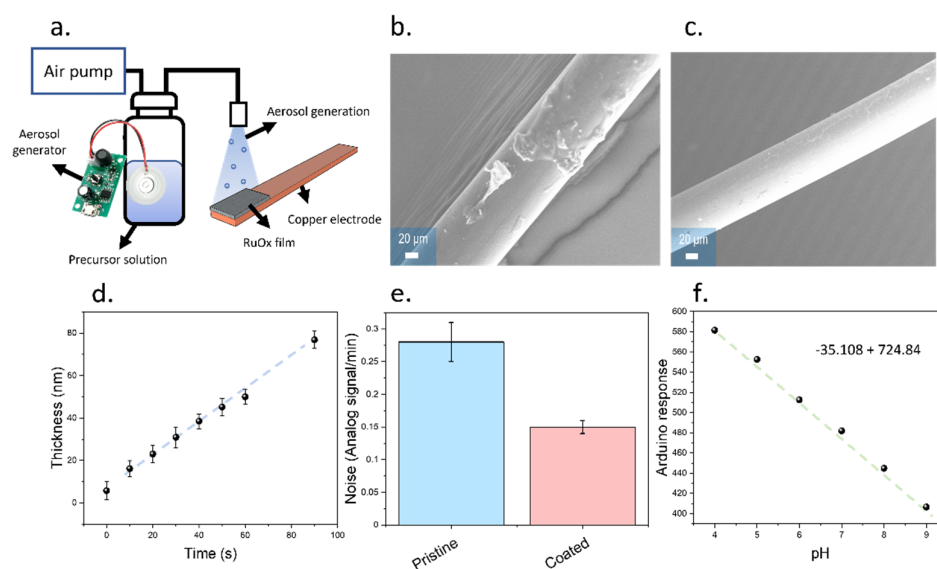 a.
Air pump
Aerosol generation
Aerosol
generator
Copper electrode
RuOx film
Precursor solution
b.
20 µm
c.
20 µm
d.
Thickness (nm)
80
60
40
20
0
0 20 40 60 80 100
Time (s)
e.
Noise (Analog signal/min)
0.3
0.25
0.2
0.15
0.1
0.05
0
Pristine
Coated
f.
Arduino response
600
580
560
540
520
500
480
460
440
420
400
-35.108 + 724.84
4 5 6 7 8 9
pH